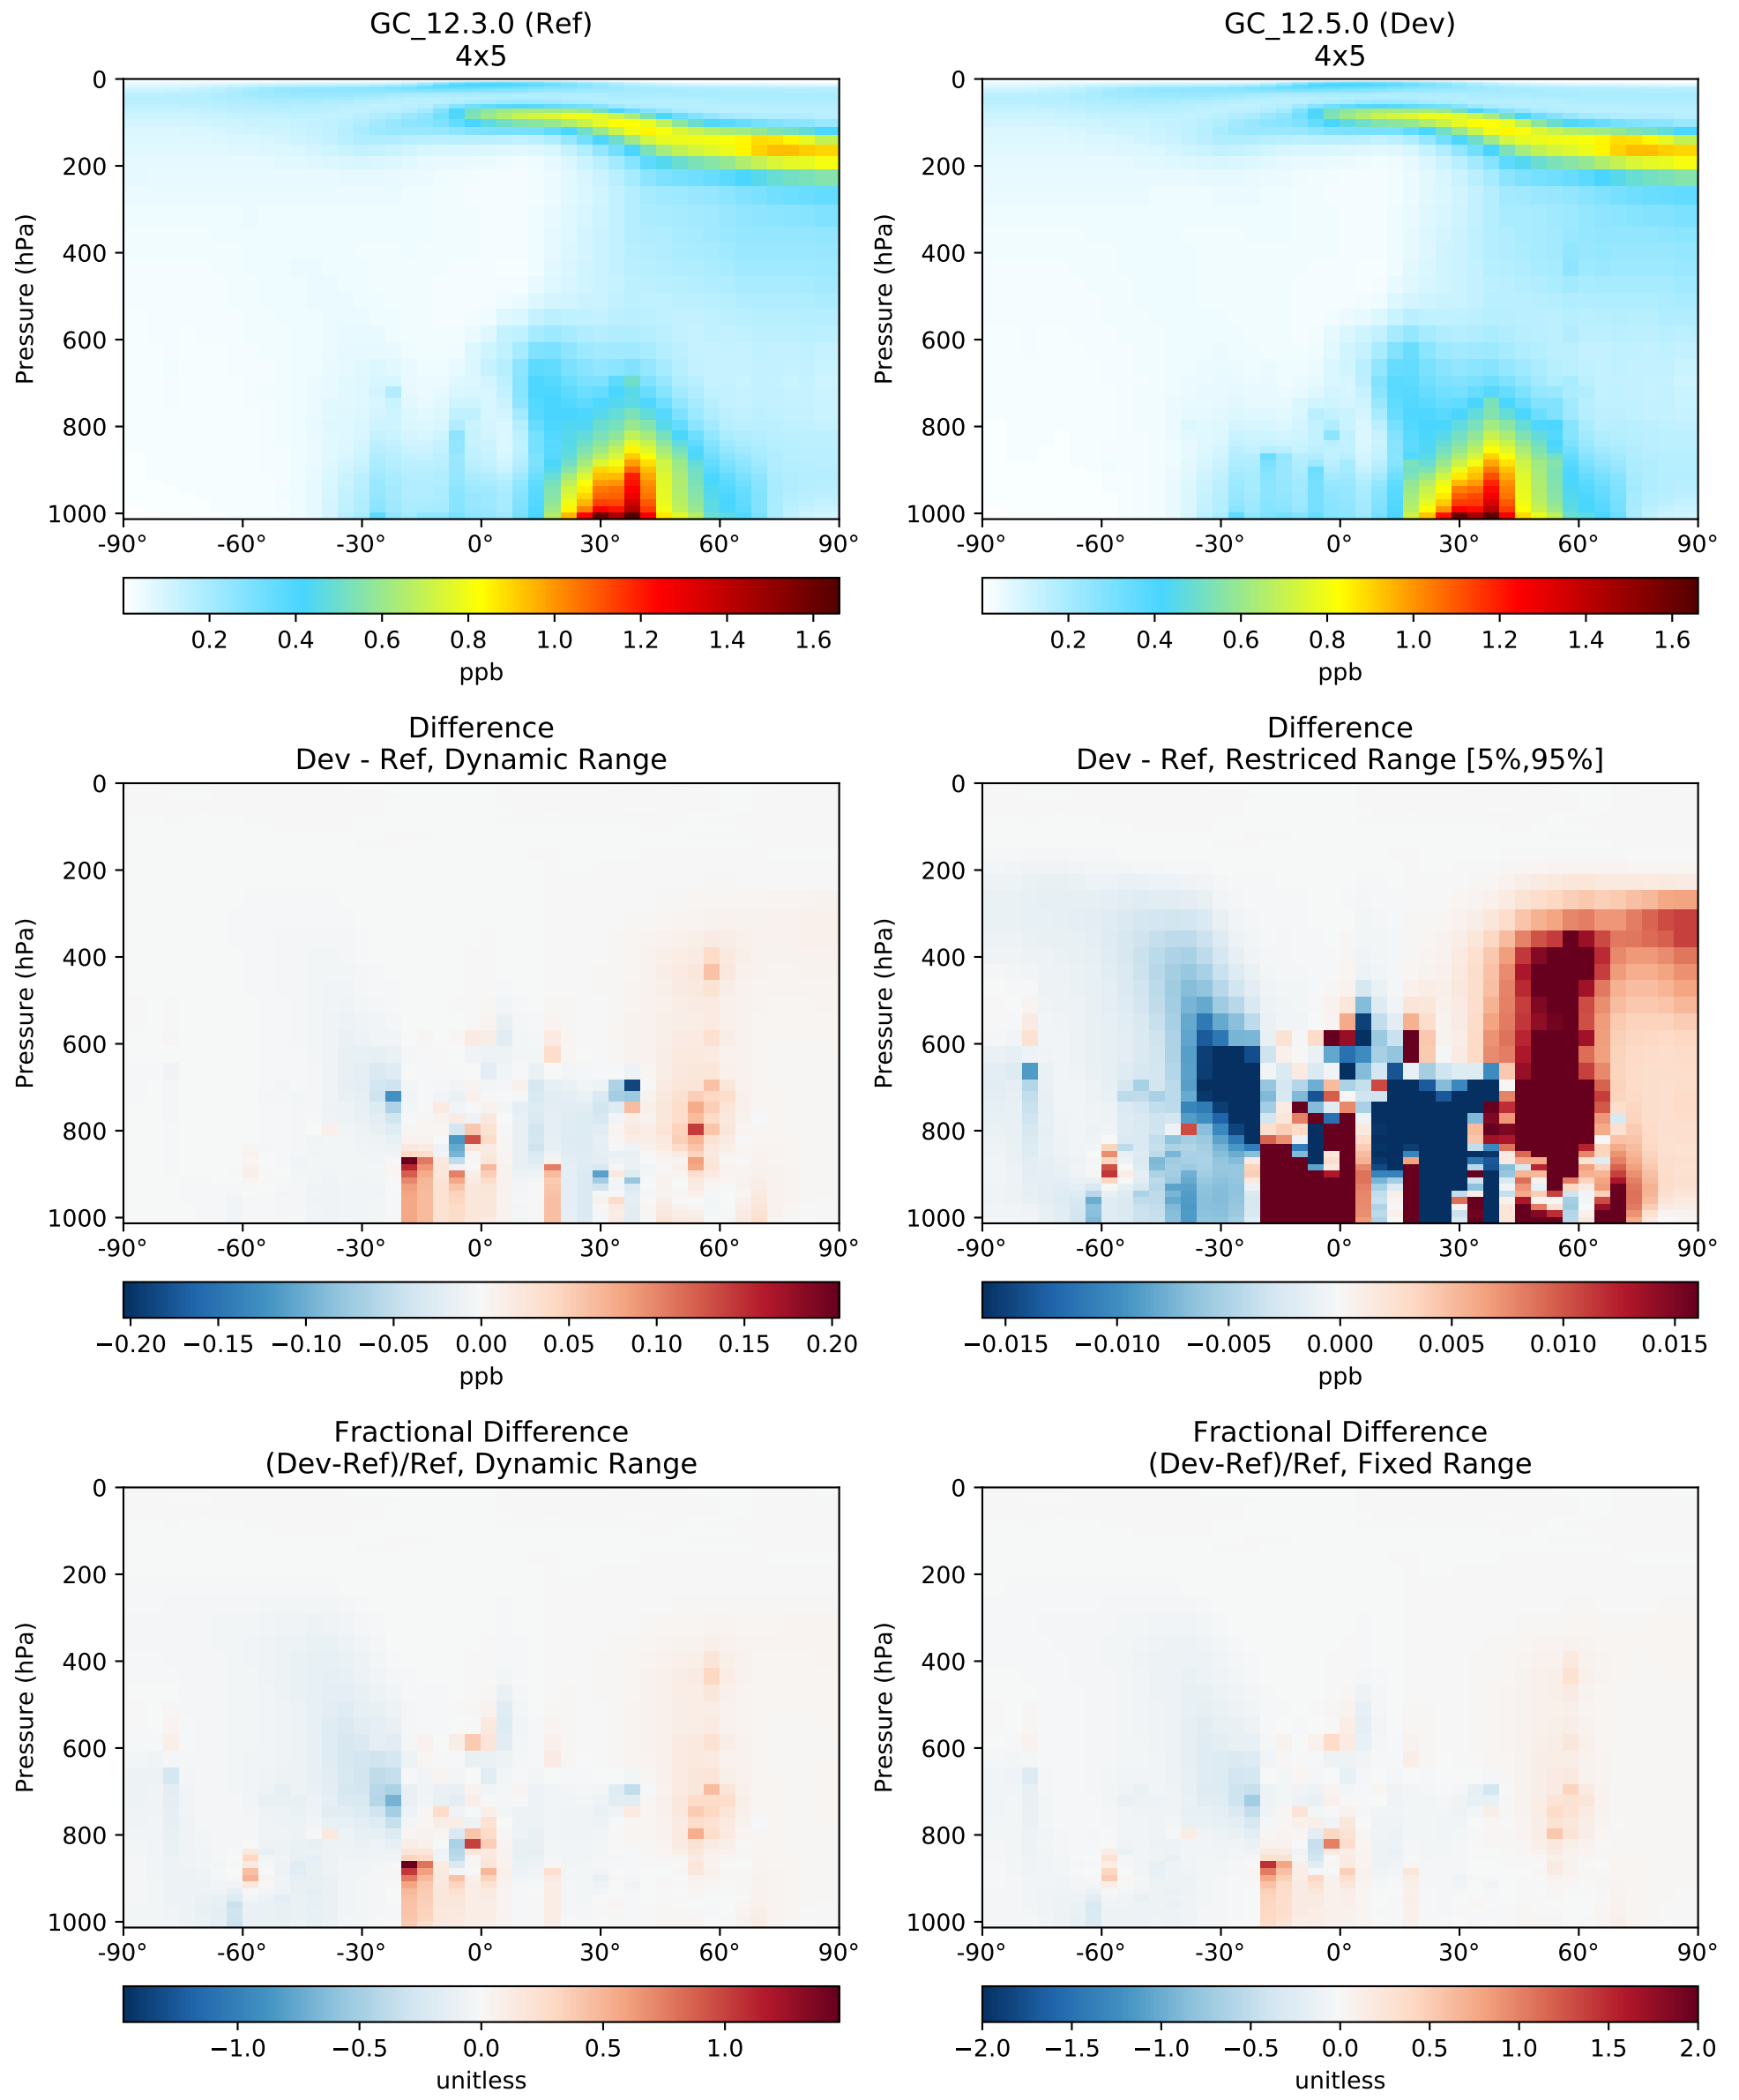 GC_12.3.0 (Ref)
4x5
GC_12.5.0 (Dev)
4x5
Pressure (hPa)
0
200
400
600
800
1000
-90° -60° -30° 0° 30° 60° 90°
0.2 0.4 0.6 0.8 1.0 1.2 1.4 1.6
ppb
Pressure (hPa)
0
200
400
600
800
1000
-90° -60° -30° 0° 30° 60° 90°
0.2 0.4 0.6 0.8 1.0 1.2 1.4 1.6
ppb
Difference
Dev - Ref, Dynamic Range
Difference
Dev - Ref, Restriced Range [5%,95%]
Pressure (hPa)
0
200
400
600
800
1000
-90° -60° -30° 0° 30° 60° 90°
−0.20 −0.15 −0.10 −0.05 0.00 0.05 0.10 0.15 0.20
ppb
Pressure (hPa)
0
200
400
600
800
1000
-90° -60° -30° 0° 30° 60° 90°
−0.015 −0.010 −0.005 0.000 0.005 0.010 0.015
ppb
Fractional Difference
(Dev-Ref)/Ref, Dynamic Range
Fractional Difference
(Dev-Ref)/Ref, Fixed Range
Pressure (hPa)
0
200
400
600
800
1000
-90° -60° -30° 0° 30° 60° 90°
−1.0 −0.5 0.0 0.5 1.0
unitless
Pressure (hPa)
0
200
400
600
800
1000
-90° -60° -30° 0° 30° 60° 90°
−2.0 −1.5 −1.0 −0.5 0.0 0.5 1.0 1.5 2.0
unitless